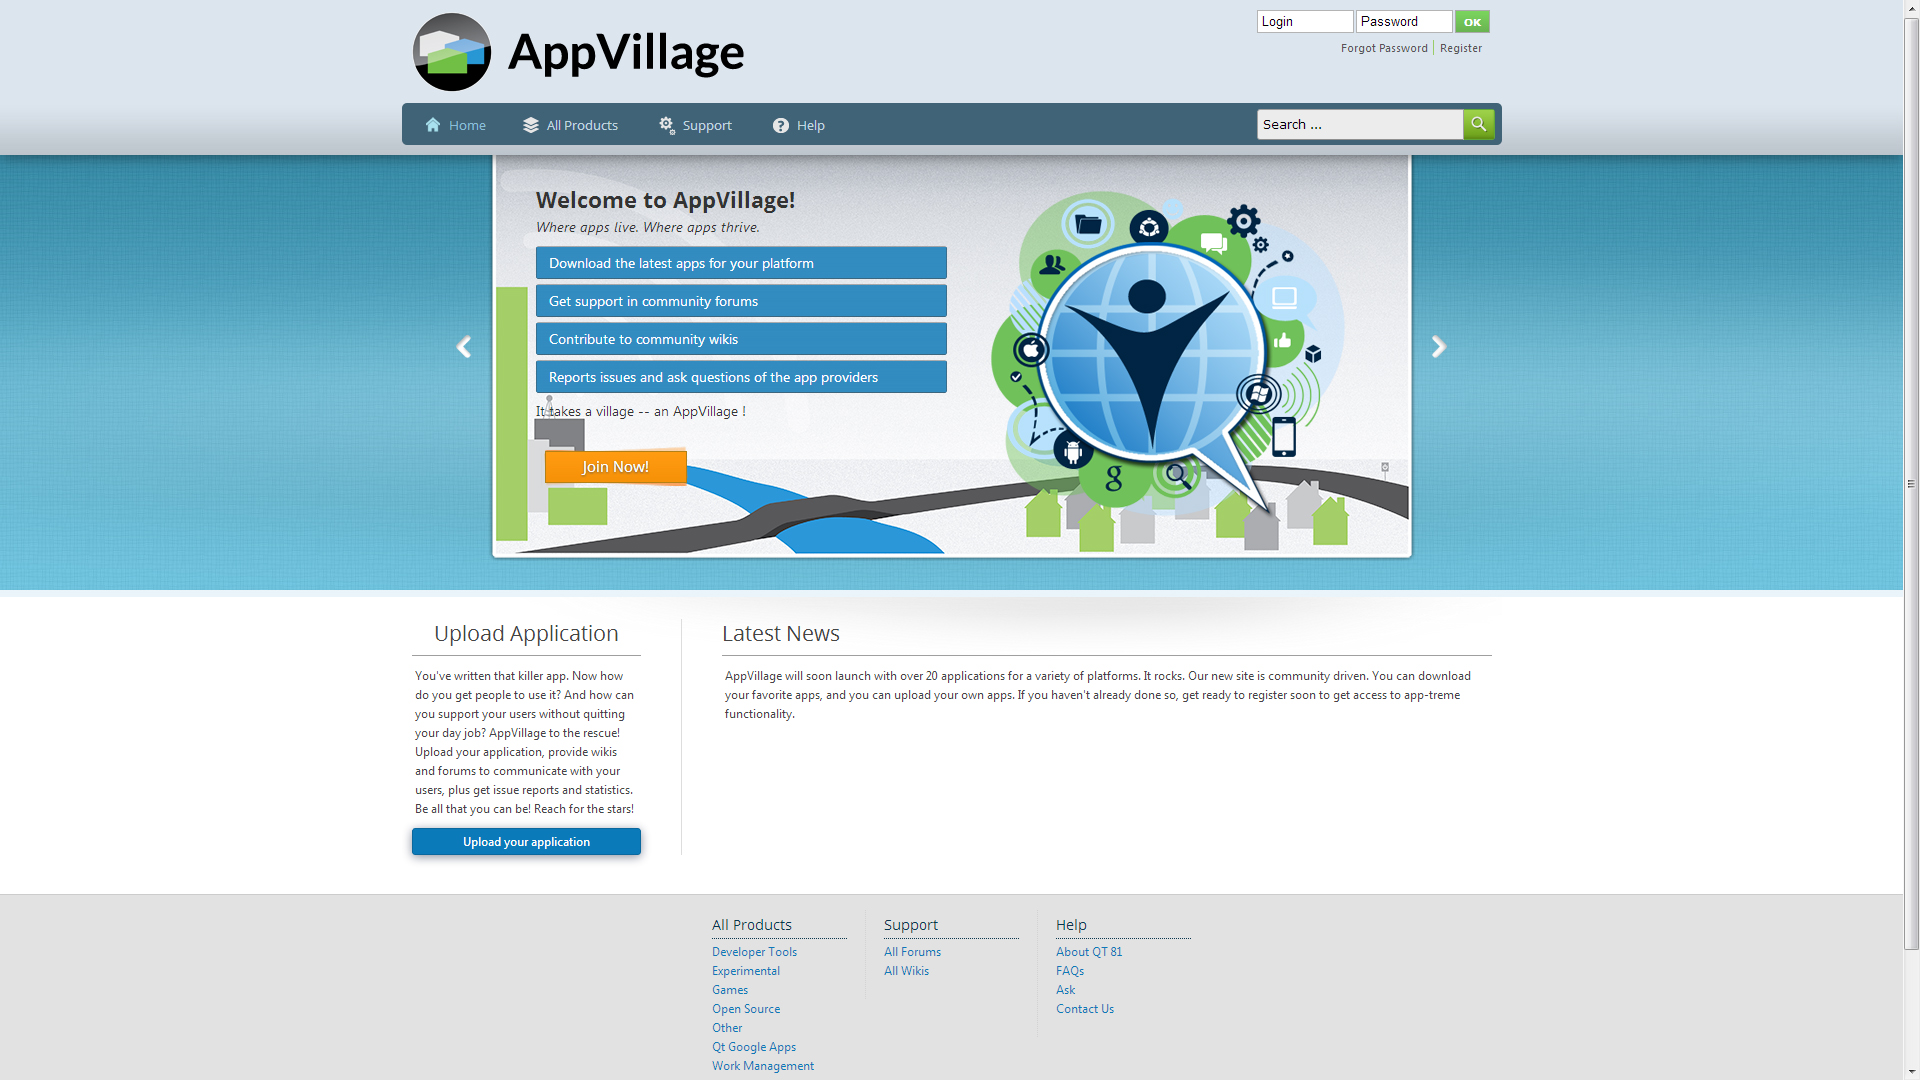 AppVillage
Login
Password
OK
Forgot Password
Register
Home
All Products
Support
Help
Search ...
Welcome to AppVillage!
Where apps live. Where apps thrive.
Download the latest apps for your platform
Get support in community forums
Contribute to community wikis
Reports issues and ask questions of the app providers
It takes a village -- an AppVillage !
Join Now!
g
Upload Application
You've written that killer app. Now how
do you get people to use it? And how can
you support your users without quitting
your day job? AppVillage to the rescue!
Upload your application, provide wikis
and forums to communicate with your
users, plus get issue reports and statistics.
Be all that you can be! Reach for the stars!
Upload your application
Latest News
AppVillage will soon launch with over 20 applications for a variety of platforms. It rocks. Our new site is community driven. You can download
your favorite apps, and you can upload your own apps. If you haven't already done so, get ready to register soon to get access to app-treme
functionality.
All Products
Developer Tools
Experimental
Games
Open Source
Other
Qt Google Apps
Work Management
Support
All Forums
All Wikis
Help
About QT 81
FAQs
Ask
Contact Us